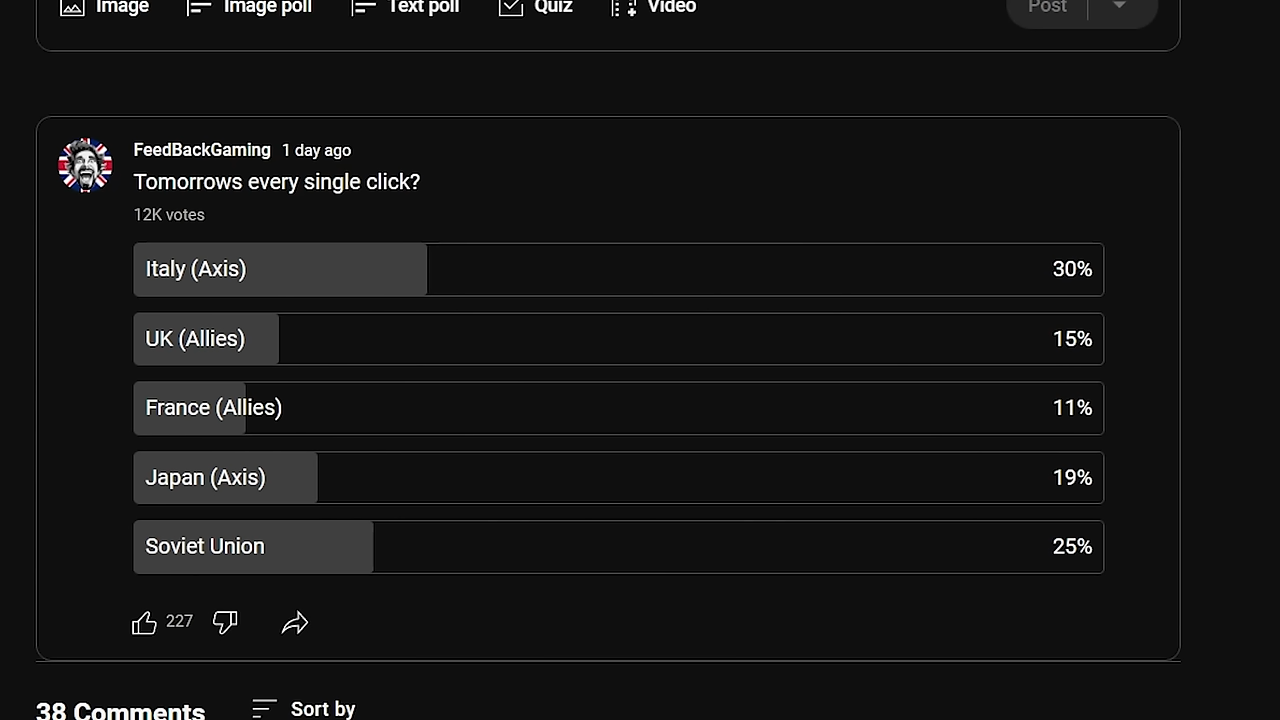 Image Image poll Text poll Quiz Video Post
FeedBackGaming 1 day ago
Tomorrows every single click?
12K votes
Italy (Axis) 30%
UK (Allies) 15%
France (Allies) 11%
Japan (Axis) 19%
Soviet Union 25%
227
38 Comments Sort by